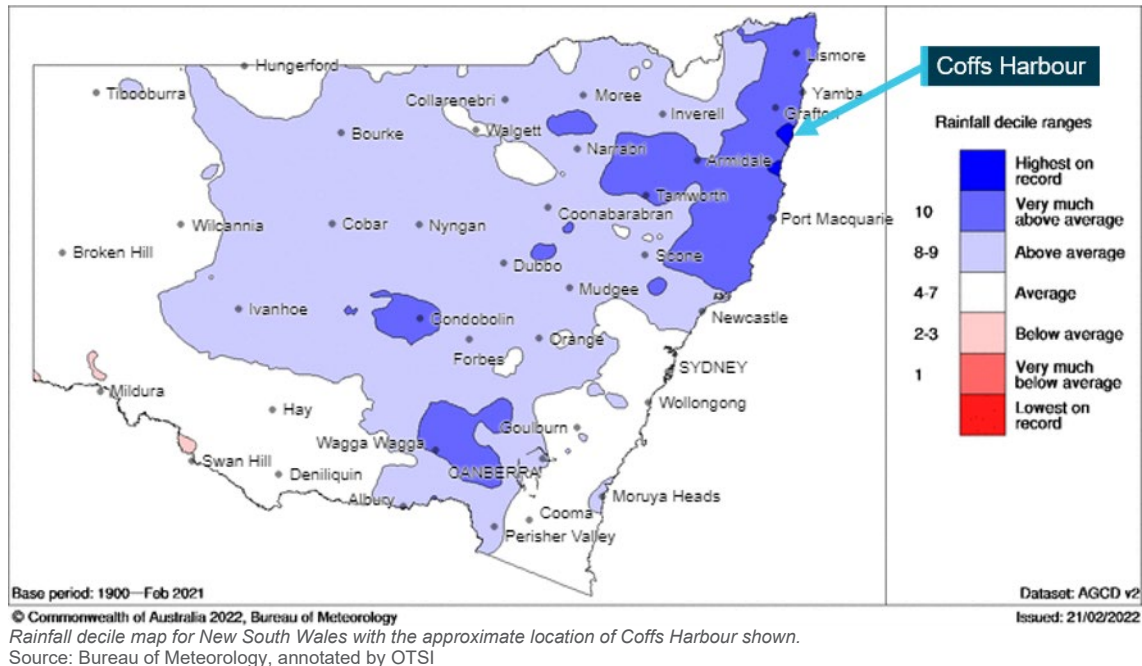 Hungerford
Lismore
Coffs Harbour
Tibooburra
Collarenebri
Moree
Yamba
Inverell
Grafton
Bourke
Walgett
Narrabri
Armidale
Tamworth
Coonabarabran
Port Macquarie
Wilcannia
Cobar
Nyngan
Broken Hill
Scone
Dubbo
Mudgee
Ivanhoe
Condobolin
Newcastle
Orange
Forbes
SYDNEY
Mildura
Wollongong
Hay
Goulburn
Wagga Wagga
Swan Hill
CANBERRA
Deniliquin
Moruya Heads
Albury
Cooma
Perisher Valley
Rainfall decile ranges
Highest on
record
10
Very much
above average
8-9
Above average
4-7
Average
2-3
Below average
1
Very much
below average
Lowest on
record
Base period: 1900—Feb 2021
Dataset: AGCD v2
© Commonwealth of Australia 2022, Bureau of Meteorology
Issued: 21/02/2022
Rainfall decile map for New South Wales with the approximate location of Coffs Harbour shown.
Source: Bureau of Meteorology, annotated by OTSI